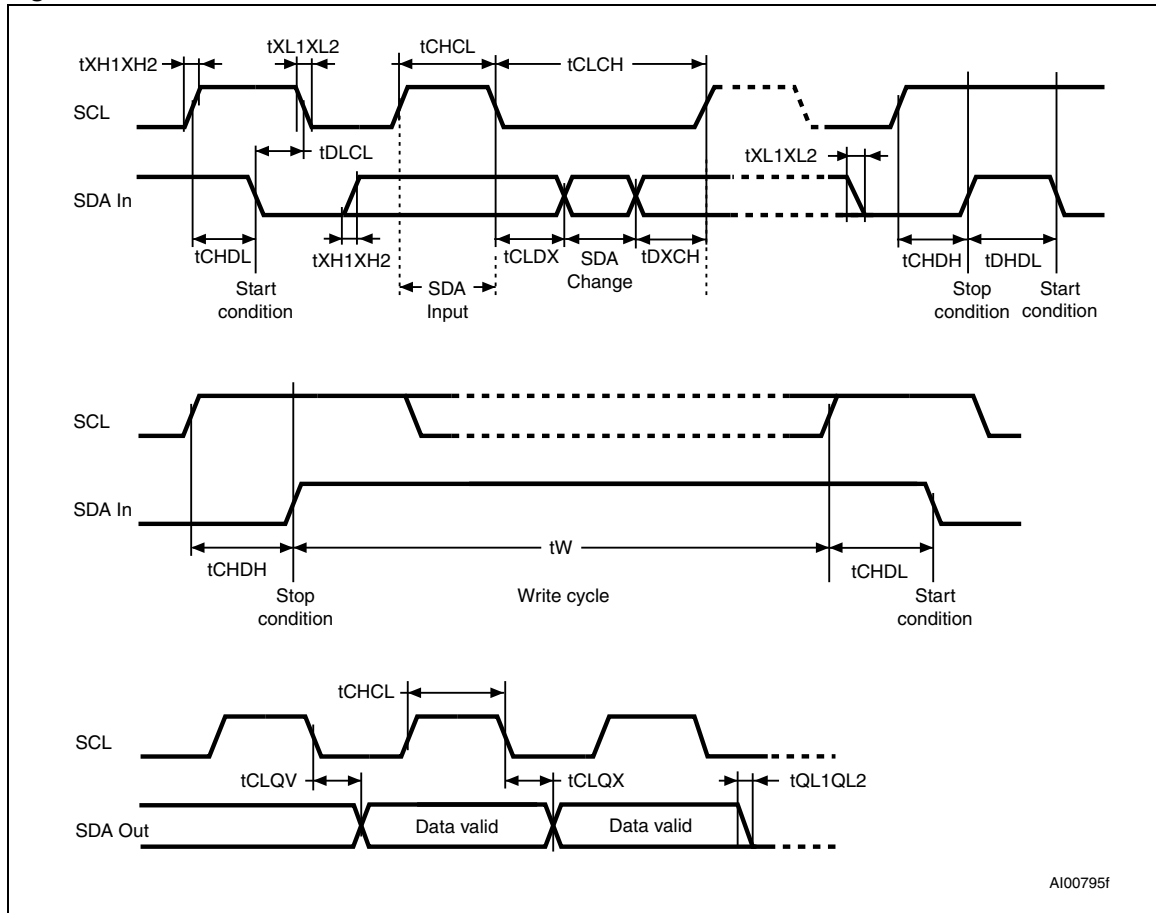 tXH1XH2
tXL1XL2
tCHCL
tCLCH
SCL
tDLCL
tXL1XL2
SDA In
tCHDL
tXH1XH2
tCLDX
SDA
Change
tDXCH
tCHDH
tDHDL
Start
condition
SDA
Input
Stop
condition
Start
condition
SCL
SDA In
tCHDH
tW
tCHDL
Stop
condition
Write cycle
Start
condition
tCHCL
SCL
tCLQV
tCLQX
tQL1QL2
SDA Out
Data valid
Data valid
AI00795f